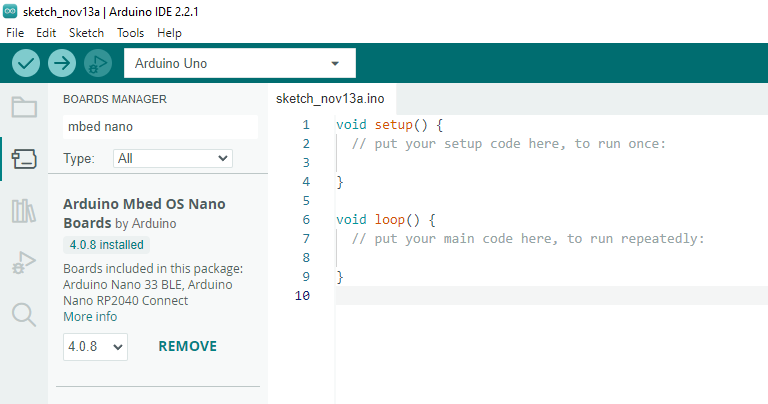 sketch_nov13a | Arduino IDE 2.2.1
File Edit Sketch Tools Help
Arduino Uno
BOARDS MANAGER
mbed nano
Type: All
Arduino Mbed OS Nano
Boards by Arduino
4.0.8 installed
Boards included in this package:
Arduino Nano 33 BLE, Arduino
Nano RP2040 Connect
More info
4.0.8 REMOVE
sketch_nov13a.ino
1 void setup() {
2 // put your setup code here, to run once:
3
4 }
5
6 void loop() {
7 // put your main code here, to run repeatedly:
8
9 }
10